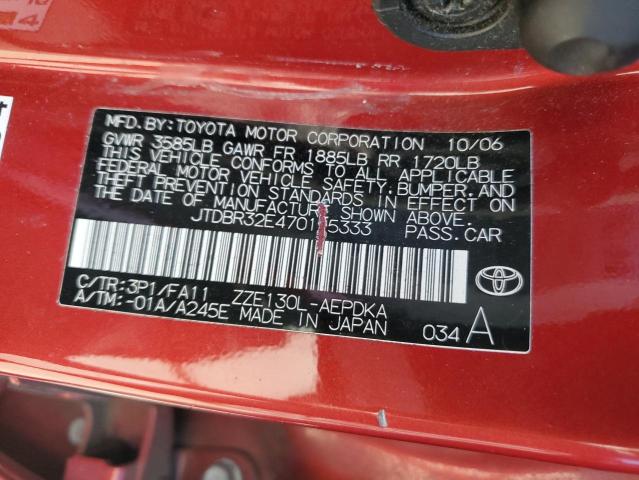 MFD. BY: TOYOTA MOTOR CORPORATION 10/06
GVWR 3585LB GAWR FR 1885LB RR 1720LB
THIS VEHICLE CONFORMS TO ALL APPLICABLE
FEDERAL MOTOR VEHICLE SAFETY, BUMPER, AND
THEFT PREVENTION STANDARDS IN EFFECT ON
THE DATE OF MANUFACTURE SHOWN ABOVE.
PASS. CAR
C/TR: 3P1/FA11 ZZE130L-AEPDKA
A/TM: -01A/A245E MADE IN JAPAN 034 A